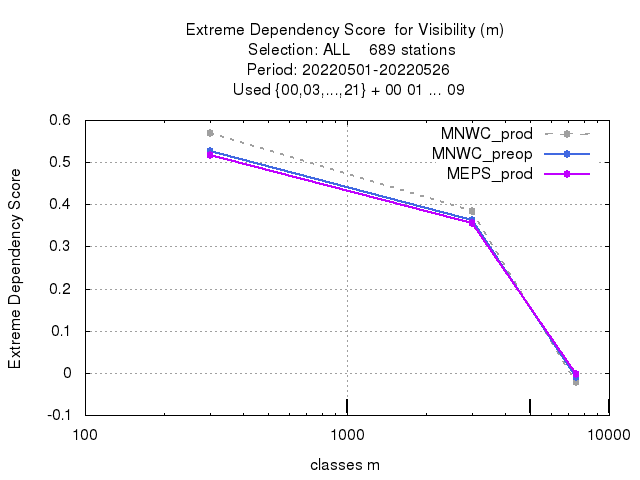 Extreme Dependency Score  for Visibility (m)
Selection: ALL    689 stations
Period: 20220501-20220526
Used {00,03,...,21} + 00 01 ... 09
MNWC_prod
MNWC_preop
MEPS_prod
Extreme Dependency Score
0.6
0.5
0.4
0.3
0.2
0.1
0
-0.1
100
1000
10000
classes m